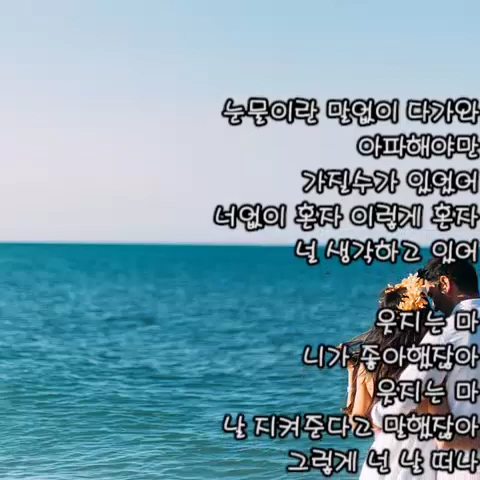 눈물이란 말없이 다가와
아파해야만
가질수가 있었어
너없이 혼자 이렇게 혼자
널 생각하고 있어
웃지는 마
니가 좋아했잖아
웃지는 마
날 지켜준다고 말했잖아
그렇게 넌 날 떠나